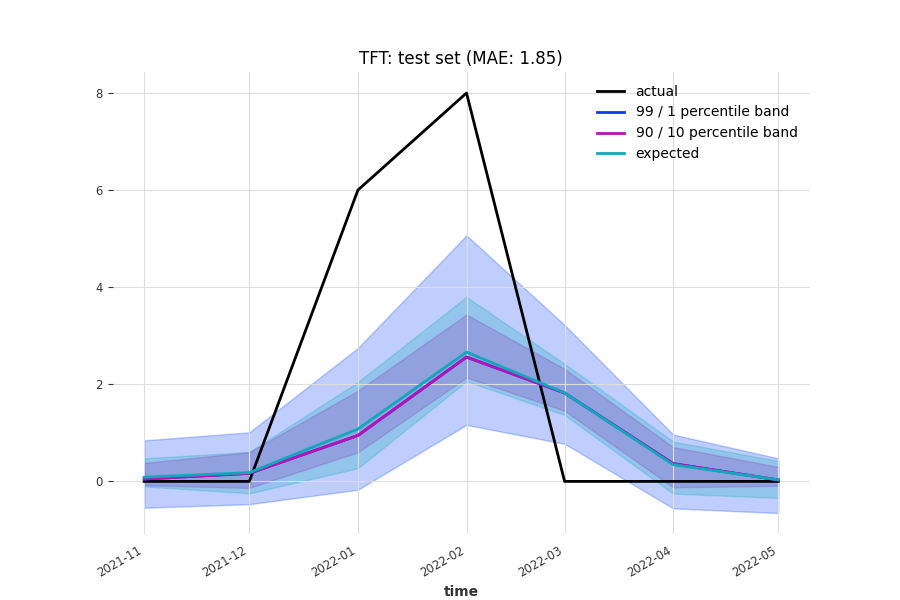 TFT: test set (MAE: 1.85)
actual
99 / 1 percentile band
90 / 10 percentile band
expected
8
6
4
2
0
2021-11
2021-12
2022-01
2022-02
2022-03
2022-04
2022-05
time